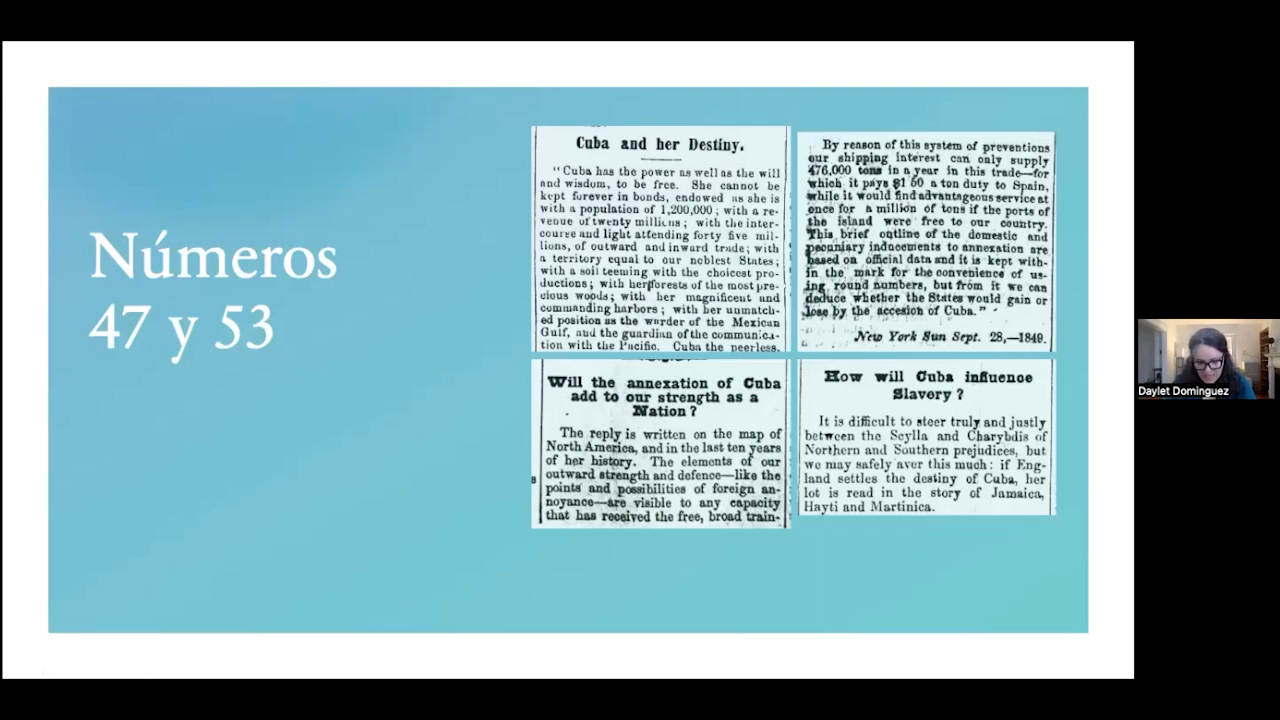 Números
47 y 53
Cuba and her Destiny.
"Cuba has the power as well as the will
and wisdom, to be free. She cannot be
kept forever in bonds, endowed as she is
with a population of 1,200,000; with a re-
venue of twenty millions; with the inter-
course and light attending forty five mil-
lions, of outward and inward trade; with
a territory equal to our noblest States;
with a soil teeming with the choicest pro-
ductions; with her forests of the most pre-
cious woods; with her magnificent and
commanding harbors; with her unmatch-
ed position as the warder of the Mexican
Gulf, and the guardian of the communica-
tion with the Pacific. Cuba the peerless,
By reason of this system of preventions
our shipping interest can only supply
476,000 tons in a year in this trade—for
which it pays $1 50 a ton duty to Spain,
while it would find advantageous service at
once for a million of tons if the ports of
the island were free to our country.
This brief outline of the domestic and
pecuniary inducements to annexation are
based on official data and it is kept with-
in the mark for the convenience of us-
ing round numbers, but from it we can
deduce whether the States would gain or
lose by the accesion of Cuba."
New York Sun Sept. 28,—1849.
Will the annexation of Cuba
add to our strength as a
Nation?
The reply is written on the map of
North America, and in the last ten years
of her history. The elements of our
outward strength and defence—like the
points and possibilities of foreign an-
noyance—are visible to any capacity
that has received the free, broad train-
How will Cuba influence
Slavery?
It is difficult to steer truly and justly
between the Scylla and Charybdis of
Northern and Southern prejudices, but
we may safely aver this much: if Eng-
land settles the destiny of Cuba, her
lot is read in the story of Jamaica,
Hayti and Martinica.
Daylet Dominguez